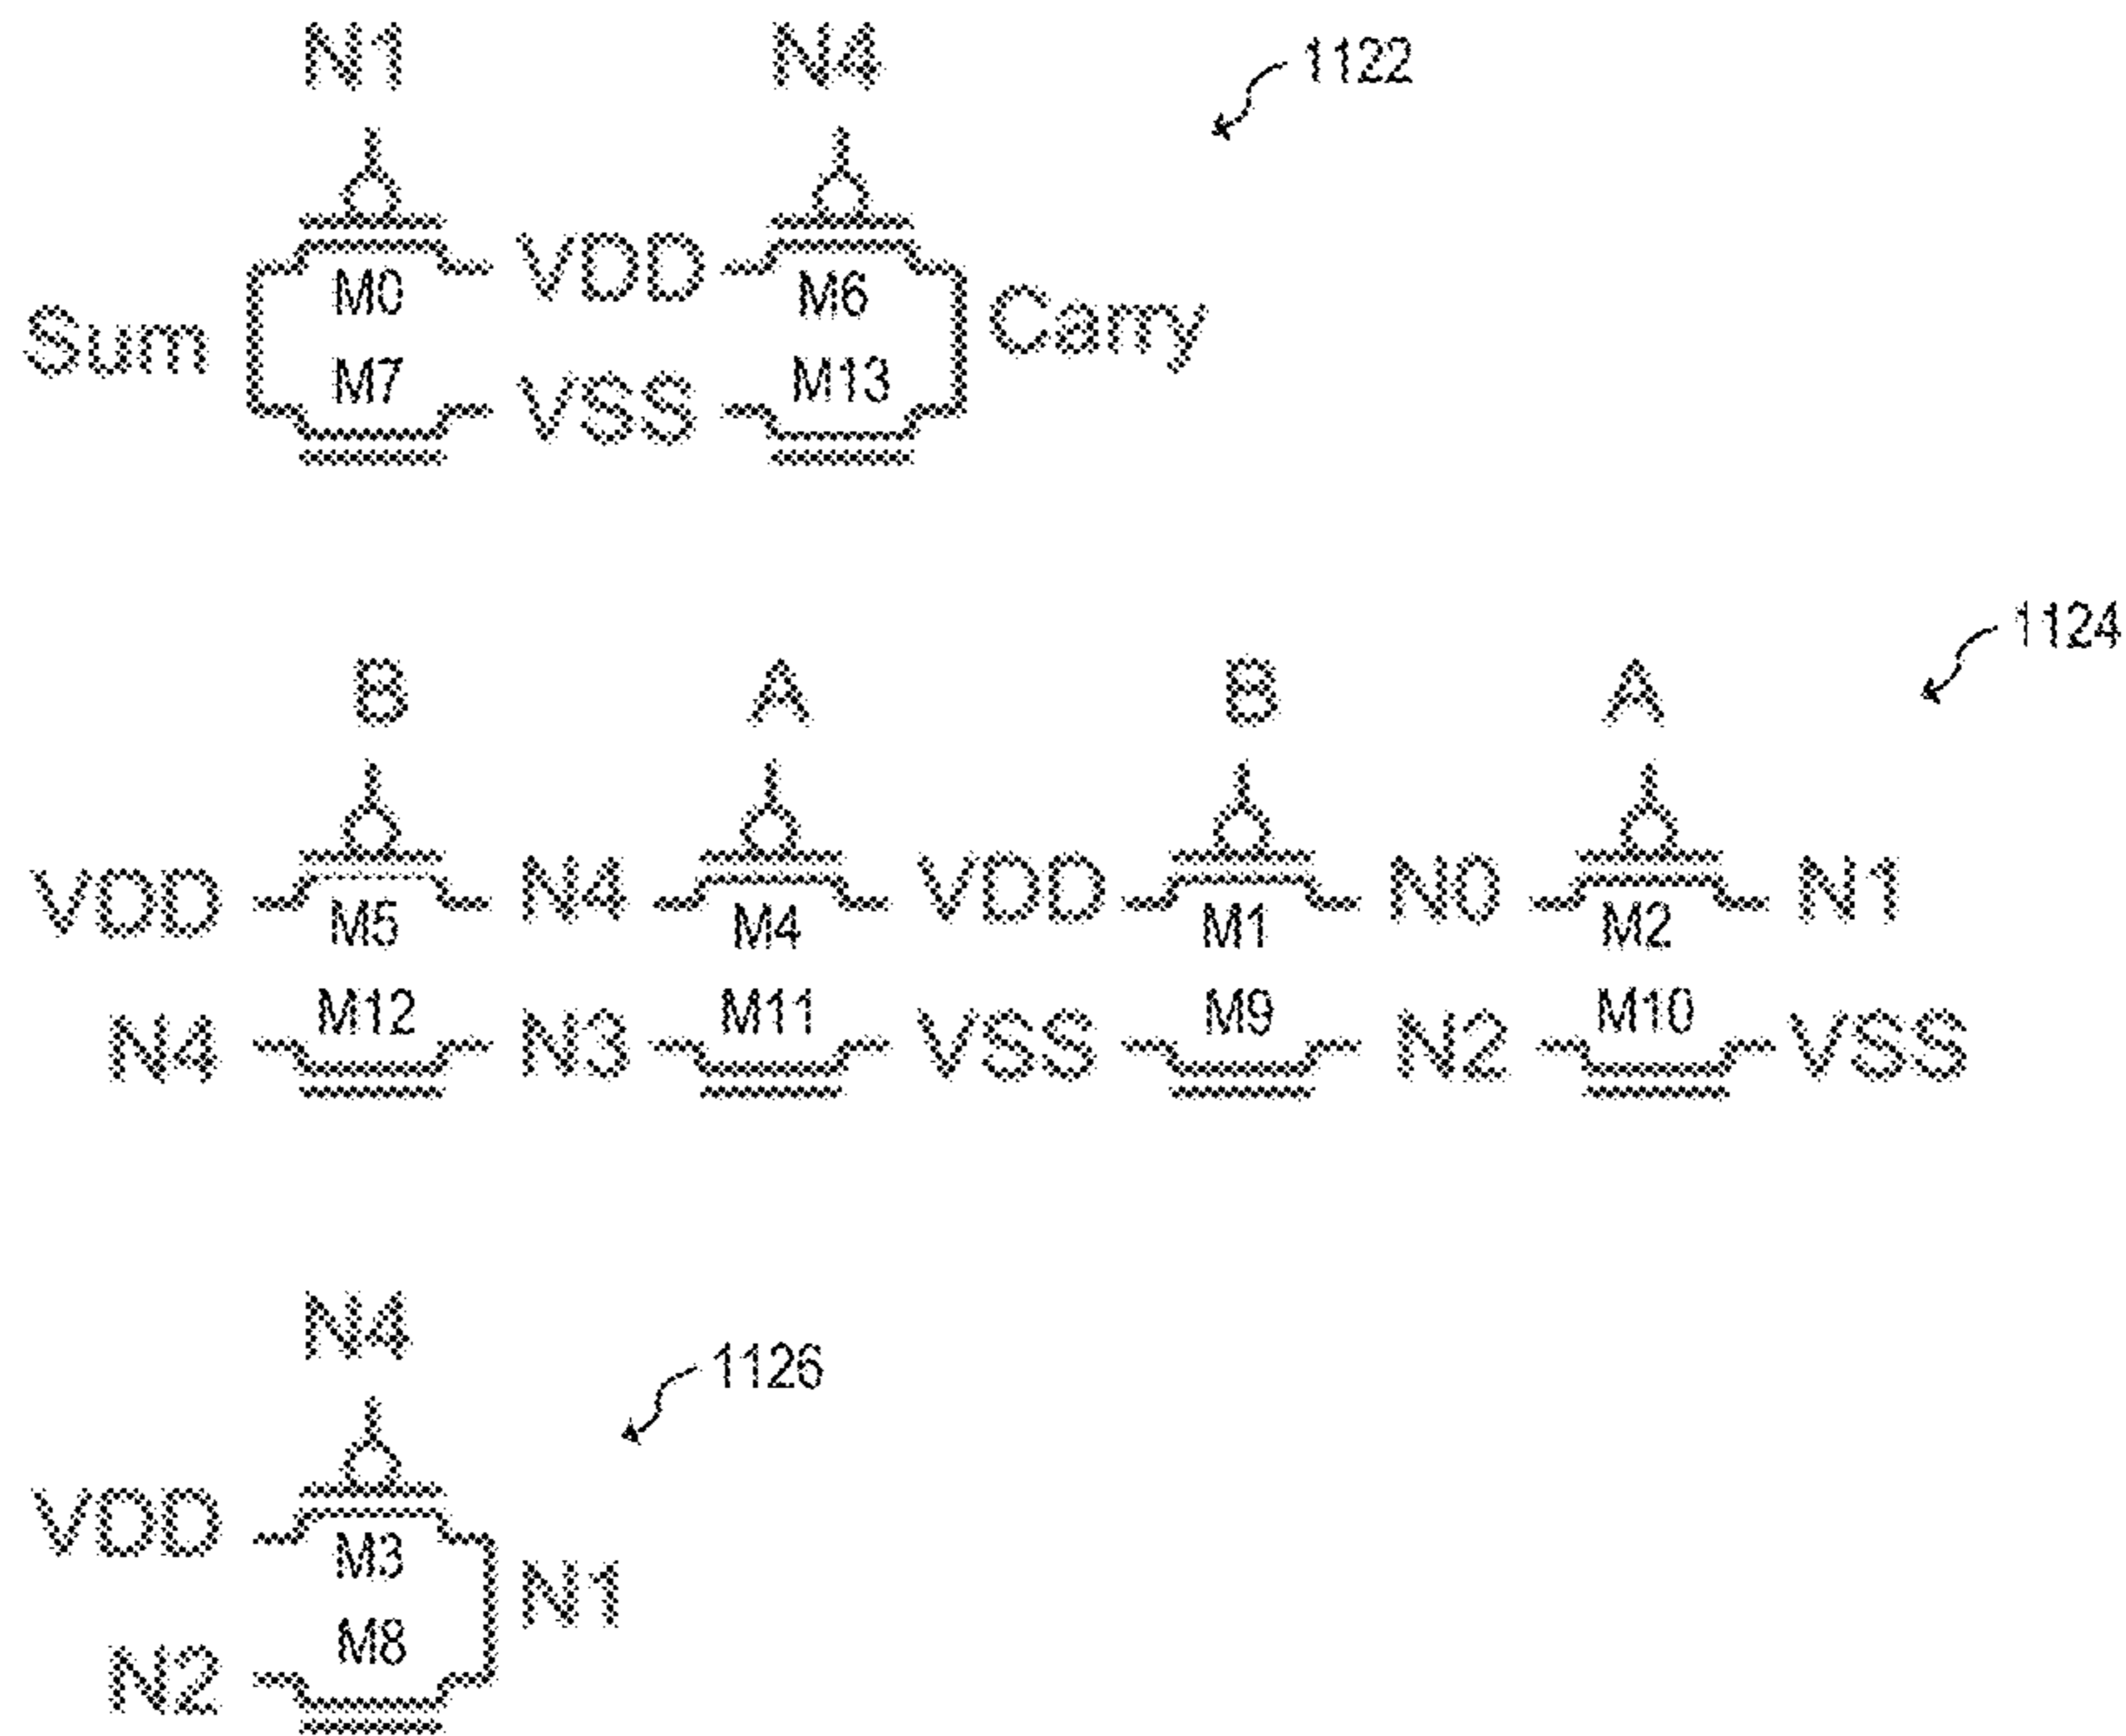 N1 N4 1122
M0 VDD M6
Sum Carry
M7 VSS M13
1124
B A B A
VDD M5 N4 M4 VDD M1 N0 M2 N1
N4 M12 N3 M11 VSS M9 N2 M10 VSS
N4
1126
VDD M3
N1
N2 M8